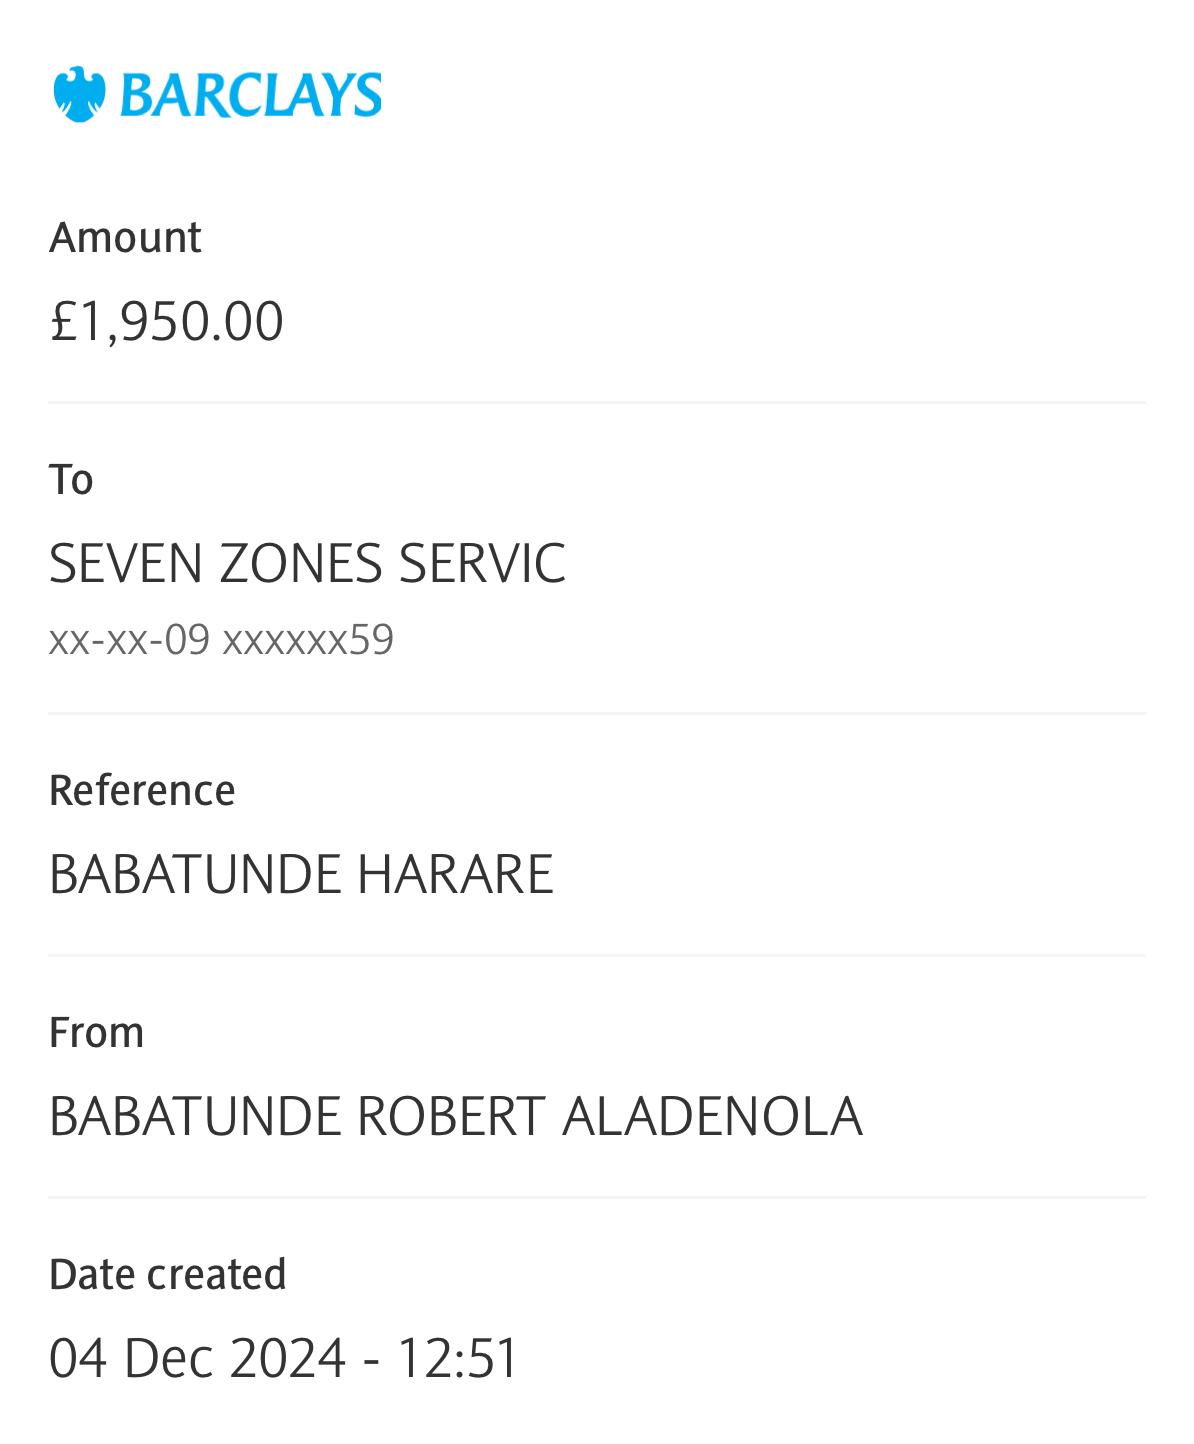 BARCLAYS
Amount
£1,950.00
To
SEVEN ZONES SERVIC
xx-xx-09 xxxxxx59
Reference
BABATUNDE HARARE
From
BABATUNDE ROBERT ALADENOLA
Date created
04 Dec 2024 - 12:51